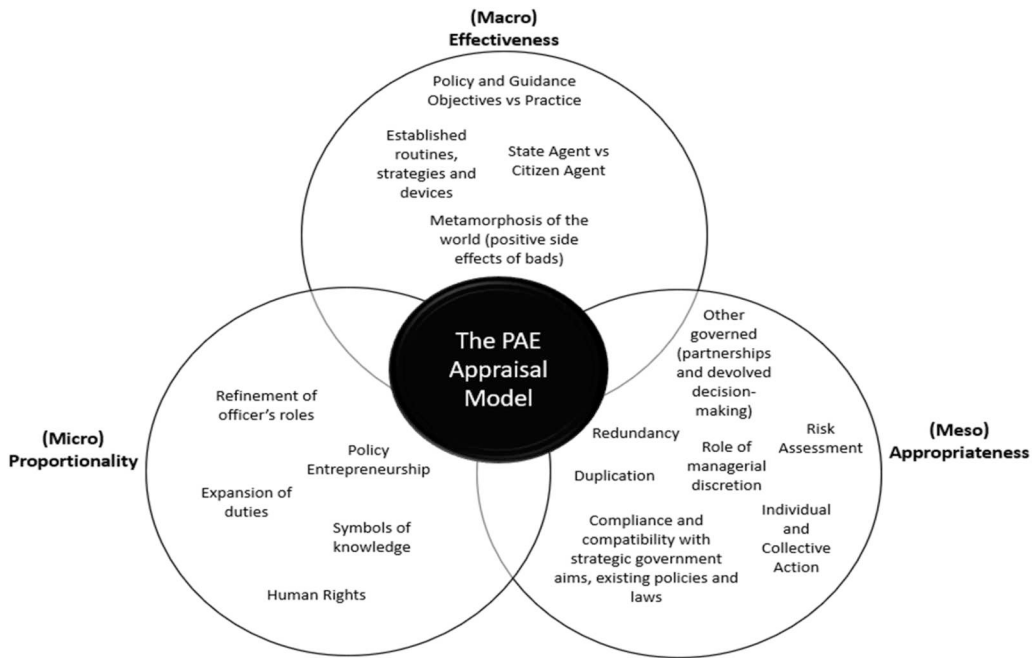 (Macro)
Effectiveness
Policy and Guidance
Objectives vs Practice
Established
routines,
strategies and
devices
State Agent vs
Citizen Agent
Metamorphosis of the
world (positive side
effects of bads)
The PAE
Appraisal
Model
(Micro)
Proportionality
Refinement of
officer's roles
Policy
Entrepreneurship
Expansion of
duties
Symbols of
knowledge
Human Rights
Other
governed
(partnerships
and devolved
decision-
making)
Redundancy
Risk
Assessment
Role of
managerial
discretion
Duplication
Individual
and
Collective
Action
Compliance and
compatibility with
strategic government
aims, existing policies and
laws
(Meso)
Appropriateness